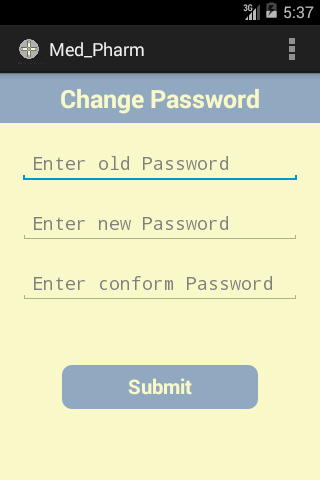 3G 5:37
Med_Pharm
Change Password
Enter old Password
Enter new Password
Enter conform Password
Submit